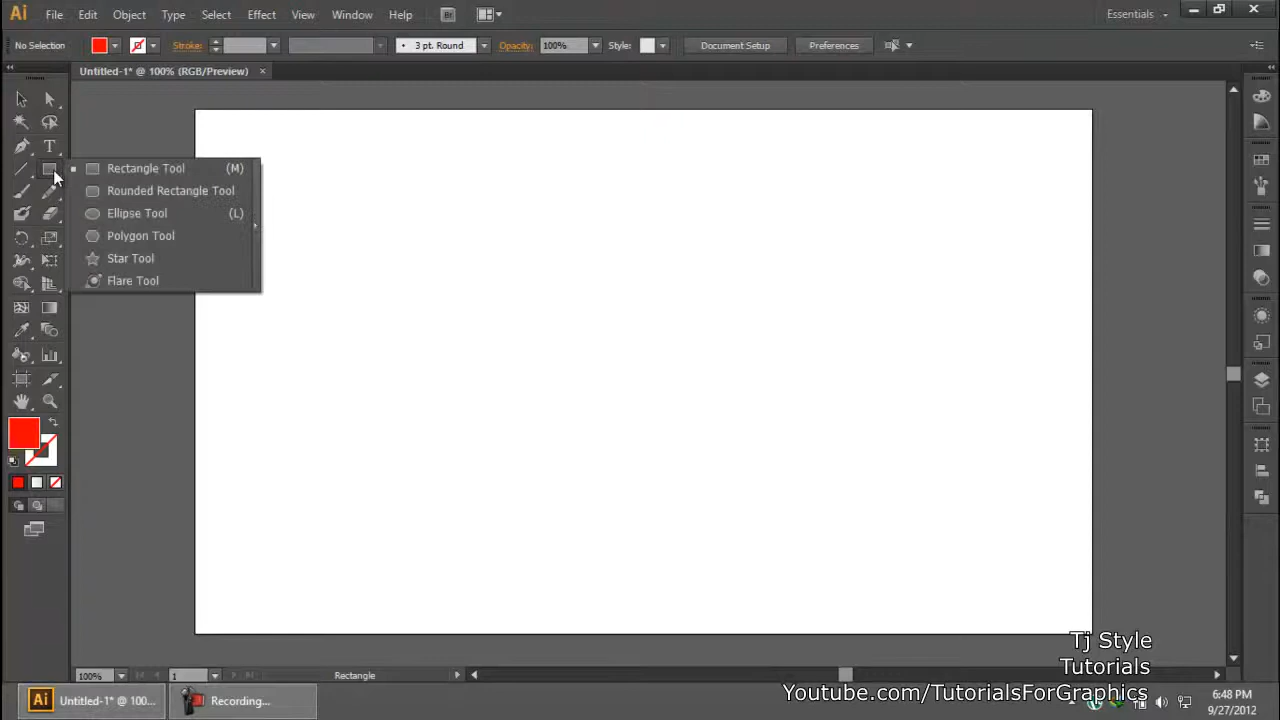 Ai File Edit Object Type Select Effect View Window Help Br Essentials
No Selection Stroke: 3 pt. Round Opacity: 100% Style: Document Setup Preferences
Untitled-1* @ 100% (RGB/Preview)
Rectangle Tool (M)
Rounded Rectangle Tool
Ellipse Tool (L)
Polygon Tool
Star Tool
Flare Tool
Tj Style
Tutorials
Youtube.com/TutorialsForGraphics
100% 1 Rectangle
Ai Untitled-1* @ 100... Recording...
6:48 PM
9/27/2012